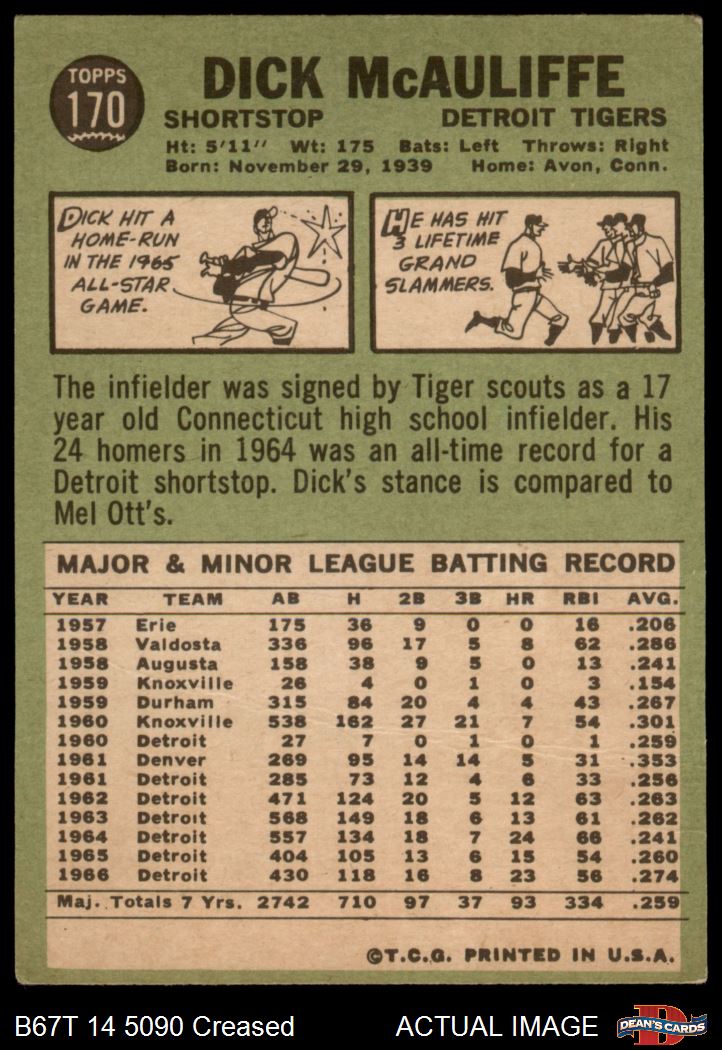 TOPPS
170
DICK McAULIFFE
SHORTSTOP DETROIT TIGERS
Ht: 5'11" Wt: 175 Bats: Left Throws: Right
Born: November 29, 1939 Home: Avon, Conn.
DICK HIT A
HOME-RUN
IN THE 1965
ALL-STAR
GAME.
HE HAS HIT
3 LIFETIME
GRAND
SLAMMERS.
The infielder was signed by Tiger scouts as a 17
year old Connecticut high school infielder. His
24 homers in 1964 was an all-time record for a
Detroit shortstop. Dick's stance is compared to
Mel Ott's.
MAJOR & MINOR LEAGUE BATTING RECORD
YEAR TEAM AB H 2B 3B HR RBI AVG.
1957 Erie 175 36 9 0 0 16 .206
1958 Valdosta 336 96 17 5 8 62 .286
1958 Augusta 158 38 9 5 0 13 .241
1959 Knoxville 26 4 0 1 0 3 .154
1959 Durham 315 84 20 4 4 43 .267
1960 Knoxville 538 162 27 21 7 54 .301
1960 Detroit 27 7 0 1 0 1 .259
1961 Denver 269 95 14 14 5 31 .353
1961 Detroit 285 73 12 4 6 33 .256
1962 Detroit 471 124 20 5 12 63 .263
1963 Detroit 568 149 18 6 13 61 .262
1964 Detroit 557 134 18 7 24 66 .241
1965 Detroit 404 105 13 6 15 54 .260
1966 Detroit 430 118 16 8 23 56 .274
Maj. Totals 7 Yrs. 2742 710 97 37 93 334 .259
©T.C.G. PRINTED IN U.S.A.
B67T 14 5090 Creased ACTUAL IMAGE
D
DEAN'S CARDS